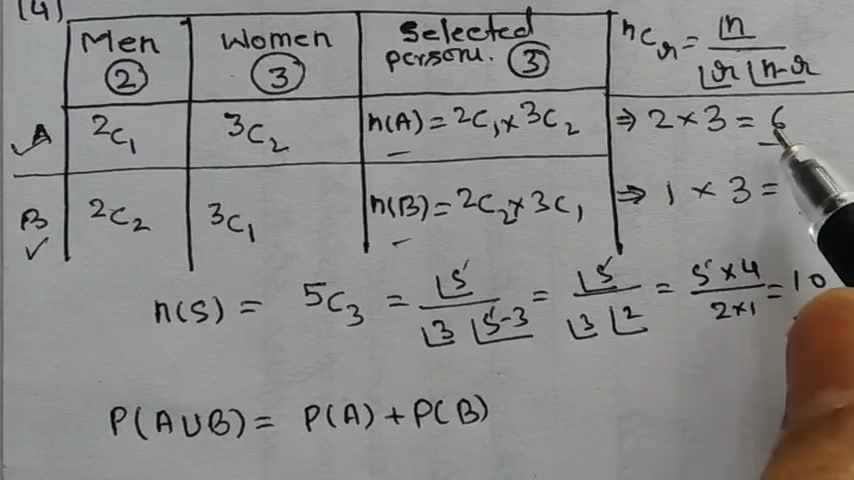 (4)
Men Women Selected person. ⁿCᵣ = ⌊n / ⌊r ⌊n-r
② ③ ③
A ²C₁ ³C₂ n(A) = ²C₁ × ³C₂ ⇒ 2 × 3 = 6
B ²C₂ ³C₁ n(B) = ²C₂ × ³C₁ ⇒ 1 × 3 =
n(S) = ⁵C₃ = ⌊5 / ⌊3 ⌊5-3 = ⌊5 / ⌊3 ⌊2 = 5×4 / 2×1 = 10
P(A∪B) = P(A) + P(B)